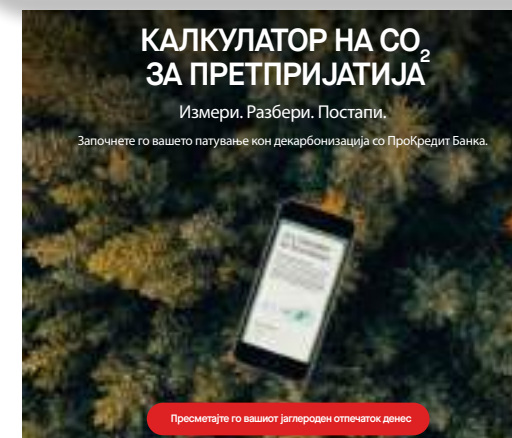 КАЛКУЛАТОР НА CO2
ЗА ПРЕТПРИЈАТИЈА
Измери. Разбери. Постапи.
Започнете го вашето патување кон декарбонизација со ПроКредит Банка.
Пресметајте го вашиот јаглероден отпечаток денес